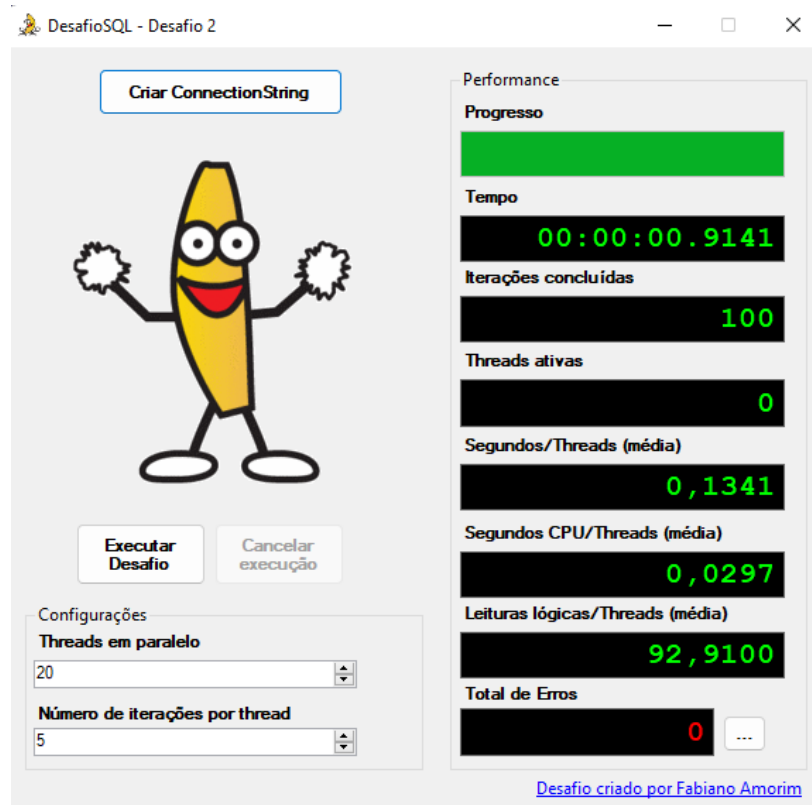 DesafioSQL - Desafio 2
Criar ConnectionString
Executar
Desafio
Cancelar
execução
Configurações
Threads em paralelo
20
Número de iterações por thread
5
Performance
Progresso
Tempo
00:00:00.9141
Iterações concluídas
100
Threads ativas
0
Segundos/Threads (média)
0,1341
Segundos CPU/Threads (média)
0,0297
Leituras lógicas/Threads (média)
92,9100
Total de Erros
0
...
Desafio criado por Fabiano Amorim